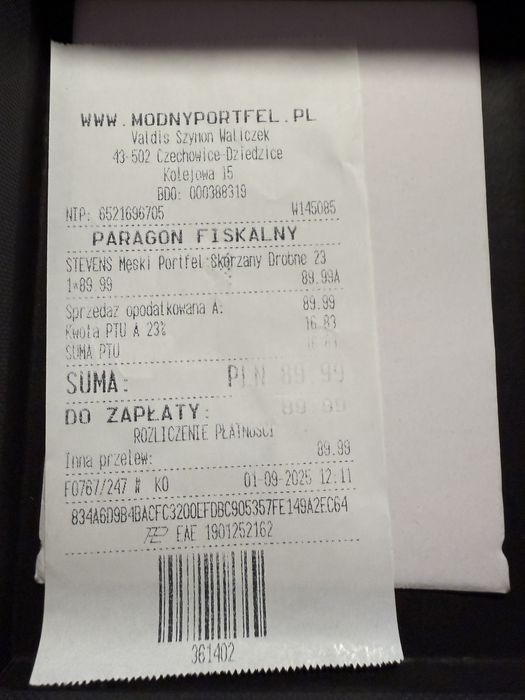 WWW.MODNYPORTFEL.PL
Valdis Szymon Waliczek
43-502 Czechowice-Dziedzice
Kolejowa 15
BDO: 000388319
NIP: 6521696705 W145085
PARAGON FISKALNY
STEVENS Męski Portfel Skórzany Drobne 23
1*89.99 89.99A
Sprzedaż opodatkowana A: 89.99
Kwota PTU A 23% 16.83
SUMA PTU 16.83
SUMA: PLN 89.99
DO ZAPŁATY: 89.99
ROZLICZENIE PŁATNOŚCI
Inna przelew: 89.99
F0767/247 # KO 01-09-2025 12:11
834A6D9B4BACFC3200EFDBC905357FE149A2EC64
EAE 1901252162
361402